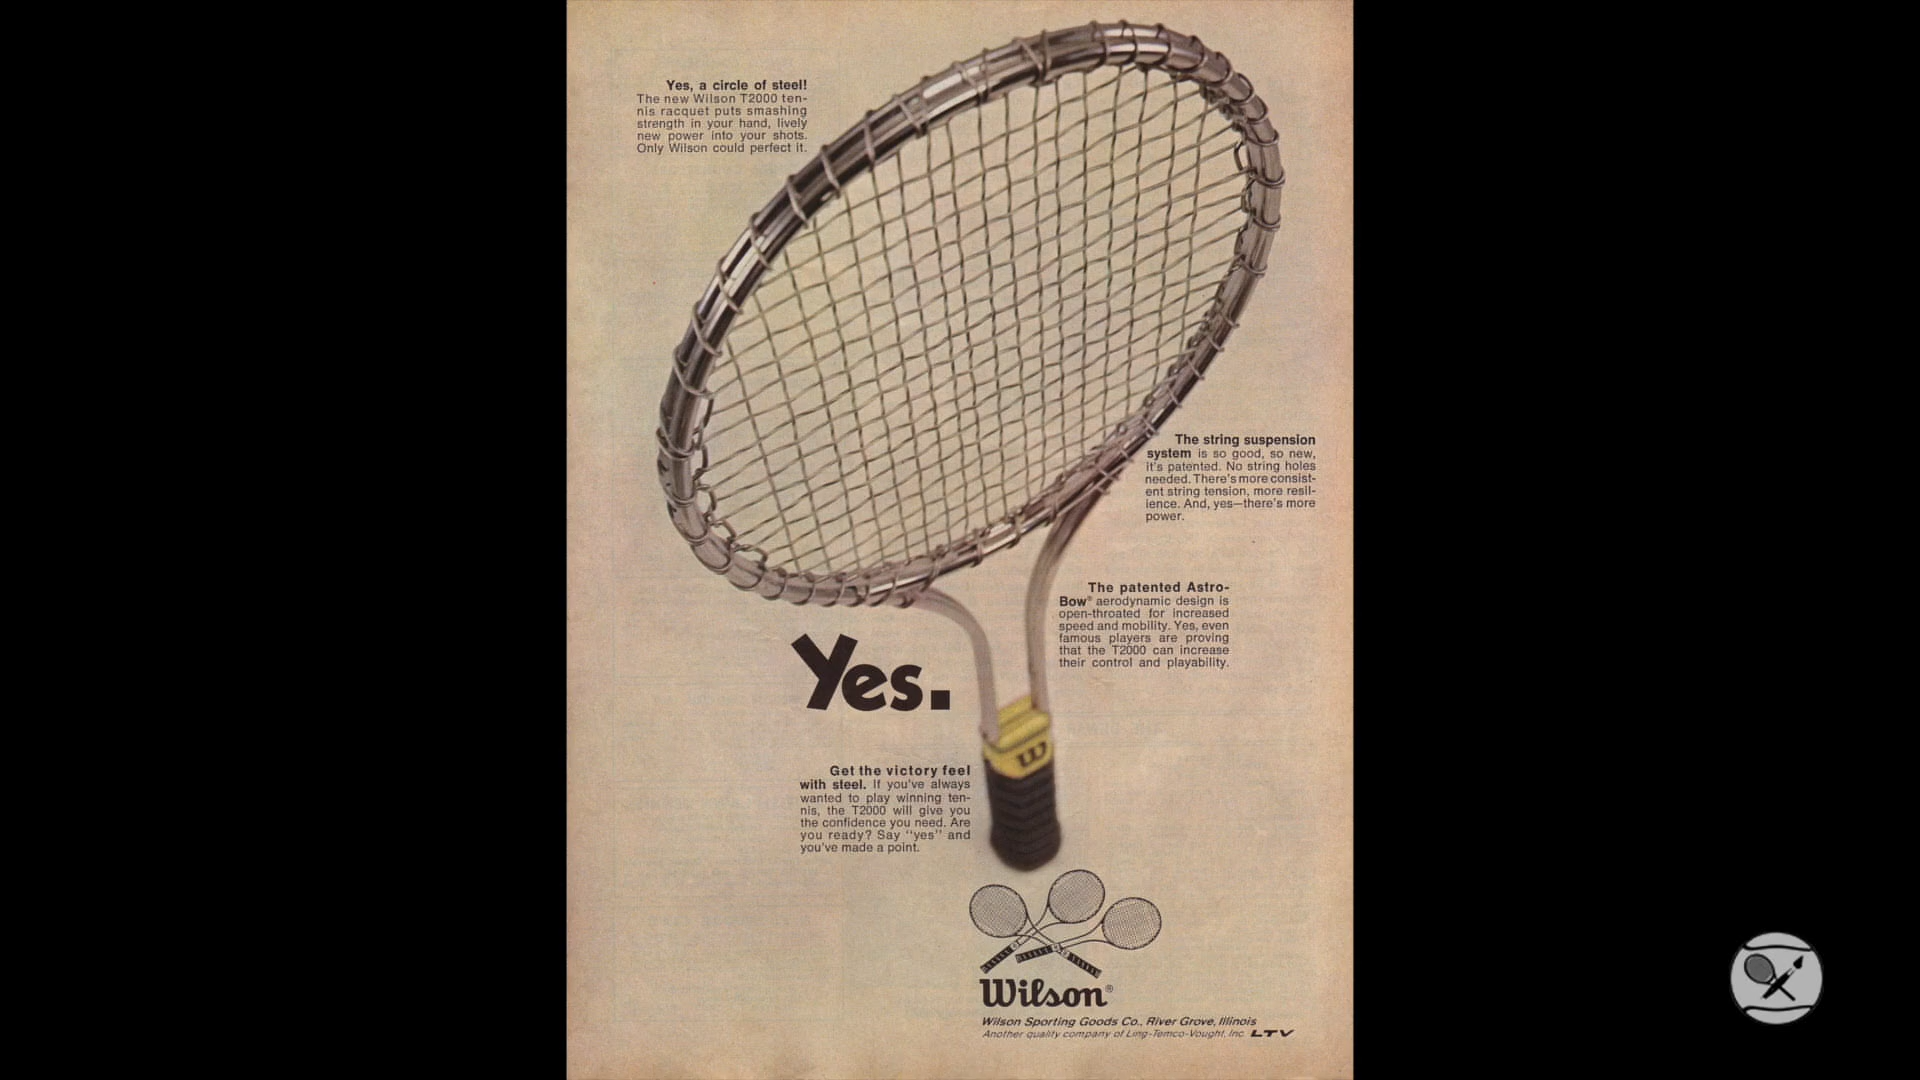 Yes, a circle of steel!
The new Wilson T2000 ten-
nis racquet puts smashing
strength in your hand, lively
new power into your shots.
Only Wilson could perfect it.
The string suspension
system is so good, so new,
it's patented. No string holes
needed. There's more consist-
ent string tension, more resil-
ience. And, yes—there's more
power.
The patented Astro-
Bow® aerodynamic design is
open-throated for increased
speed and mobility. Yes, even
famous players are proving
that the T2000 can increase
their control and playability.
Yes.
W
Get the victory feel
with steel. If you've always
wanted to play winning ten-
nis, the T2000 will give you
the confidence you need. Are
you ready? Say "yes" and
you've made a point.
Wilson®
Wilson Sporting Goods Co., River Grove, Illinois
Another quality company of Ling-Temco-Vought, Inc. LTV